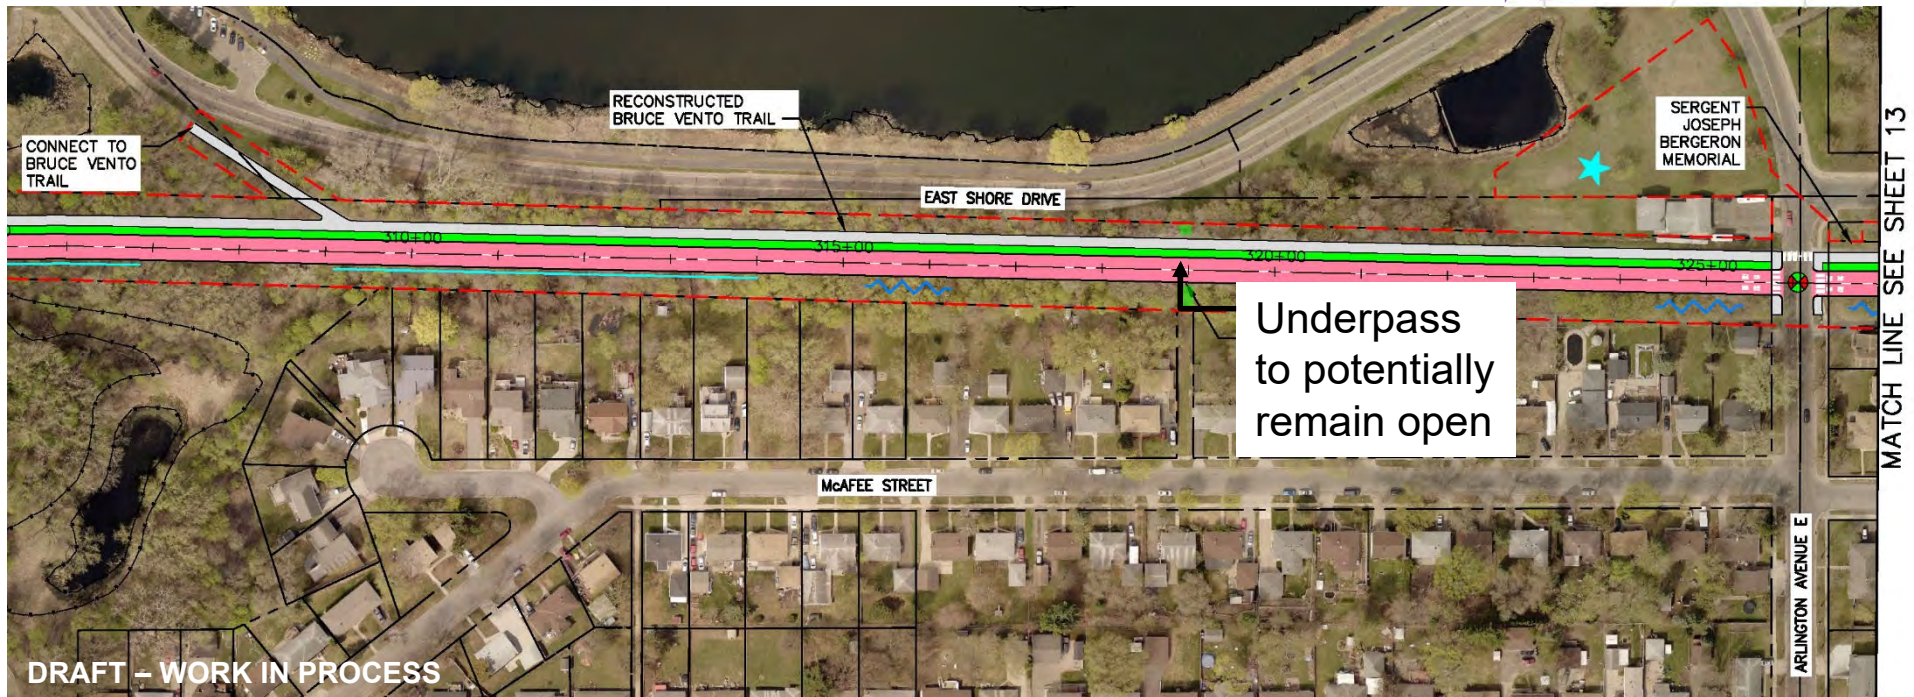 RECONSTRUCTED
BRUCE VENTO TRAIL
CONNECT TO
BRUCE VENTO
TRAIL
SERGENT
JOSEPH
BERGERON
MEMORIAL
EAST SHORE DRIVE
310+00
315+00
320+00
325+00
Underpass
to potentially
remain open
McAFEE STREET
ARLINGTON AVENUE E
MATCH LINE SEE SHEET 13
DRAFT – WORK IN PROCESS